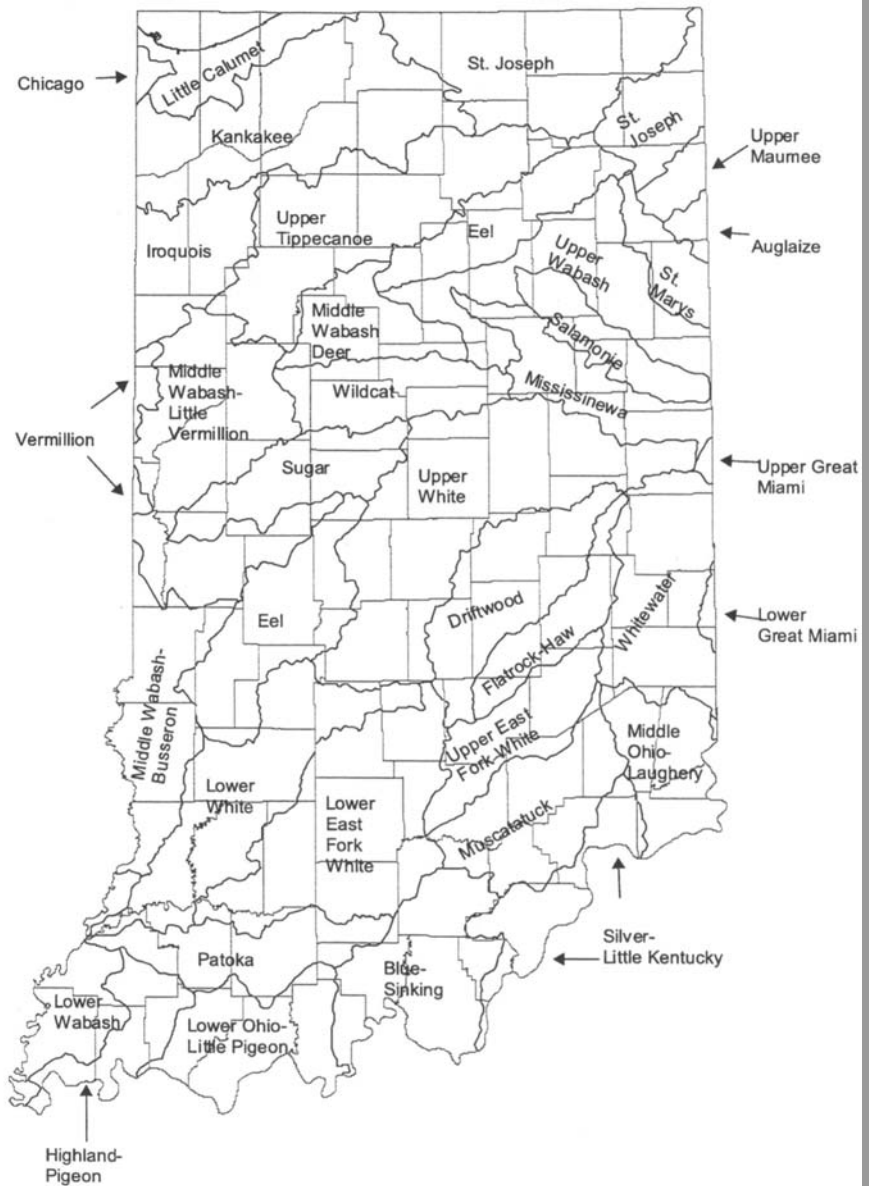 Little Calumet
St. Joseph
Chicago
St.
Joseph
Kankakee
Upper
Maumee
Upper
Tippecanoe
Eel
Iroquois
Upper
Wabash
Auglaize
St.
Marys
Middle
Wabash
Deer
Salamonie
Middle
Wabash-
Little
Vermillion
Wildcat
Mississinewa
Vermillion
Sugar
Upper
White
Upper Great
Miami
Driftwood
Whitewater
Eel
Lower
Great Miami
Flatrock-Haw
Middle Wabash-
Busseron
Upper East
Fork-White
Middle
Ohio-
Laughery
Lower
White
Lower
East
Fork
White
Muscatatuck
Silver-
Little Kentucky
Patoka
Blue-
Sinking
Lower
Wabash
Lower Ohio-
Little Pigeon
Highland-
Pigeon